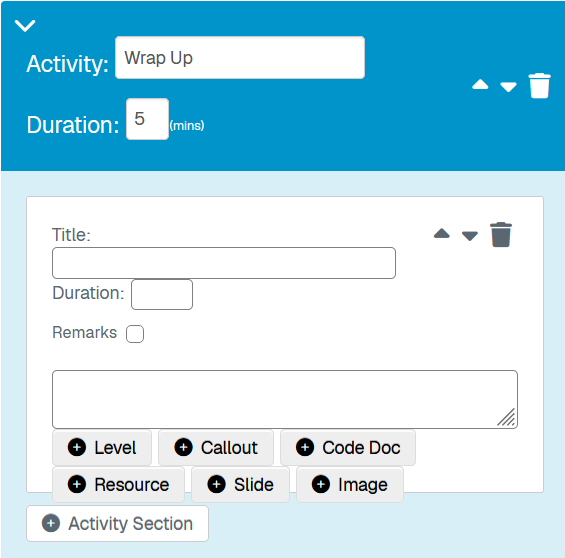 Activity: Wrap Up
Duration: 5 (mins)
Title:
Duration:
Remarks
Level Callout Code Doc
Resource Slide Image
Activity Section